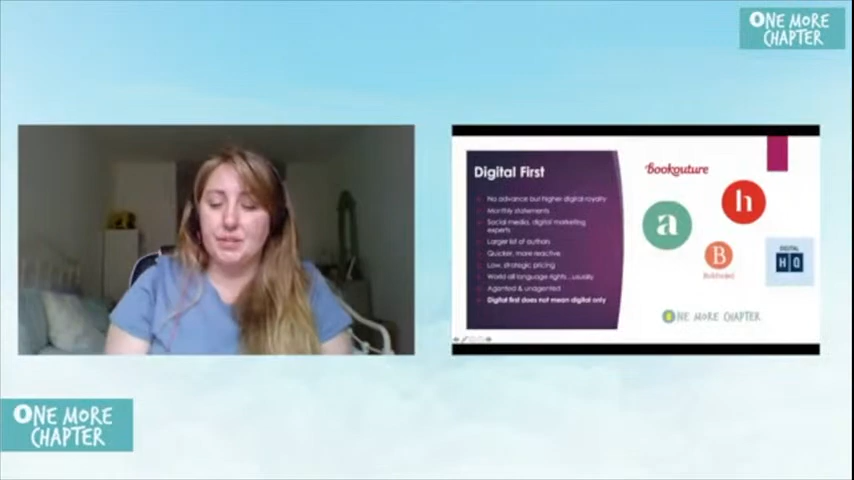 ONE MORE
CHAPTER
Digital First
No advance but higher digital royalty
Monthly statements
Social media, digital marketing
experts
Larger list of authors
Quicker, more reactive
Low, strategic pricing
World all language rights...usually
Agented & unagented
Digital first does not mean digital only
Bookouture
a
h
B
Boldwood
DIGITAL
HQ
ONE MORE CHAPTER
ONE MORE
CHAPTER